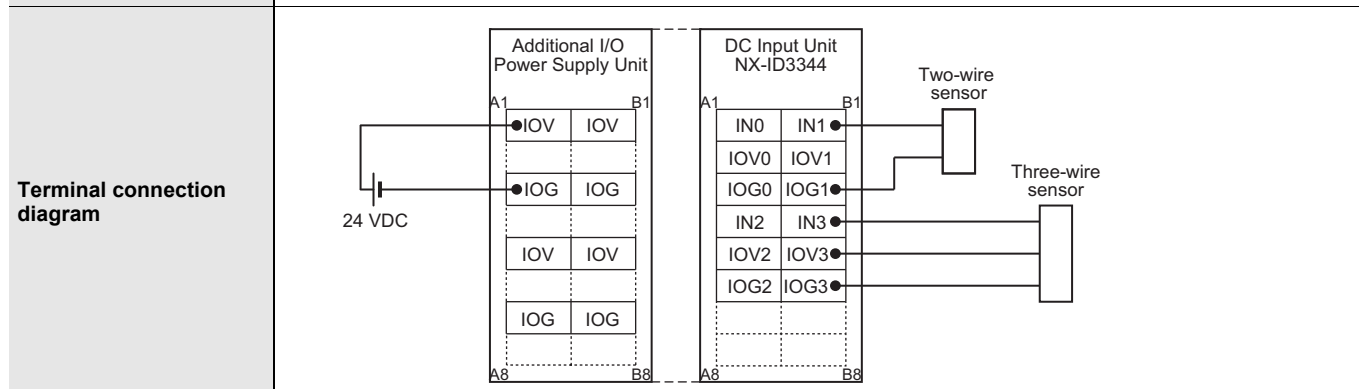 Terminal connection
diagram
Additional I/O
Power Supply Unit
A1 B1
IOV IOV
IOG IOG
IOV IOV
IOG IOG
A8 B8
24 VDC
DC Input Unit
NX-ID3344
A1 B1
IN0 IN1
IOV0 IOV1
IOG0 IOG1
IN2 IN3
IOV2 IOV3
IOG2 IOG3
A8 B8
Two-wire
sensor
Three-wire
sensor